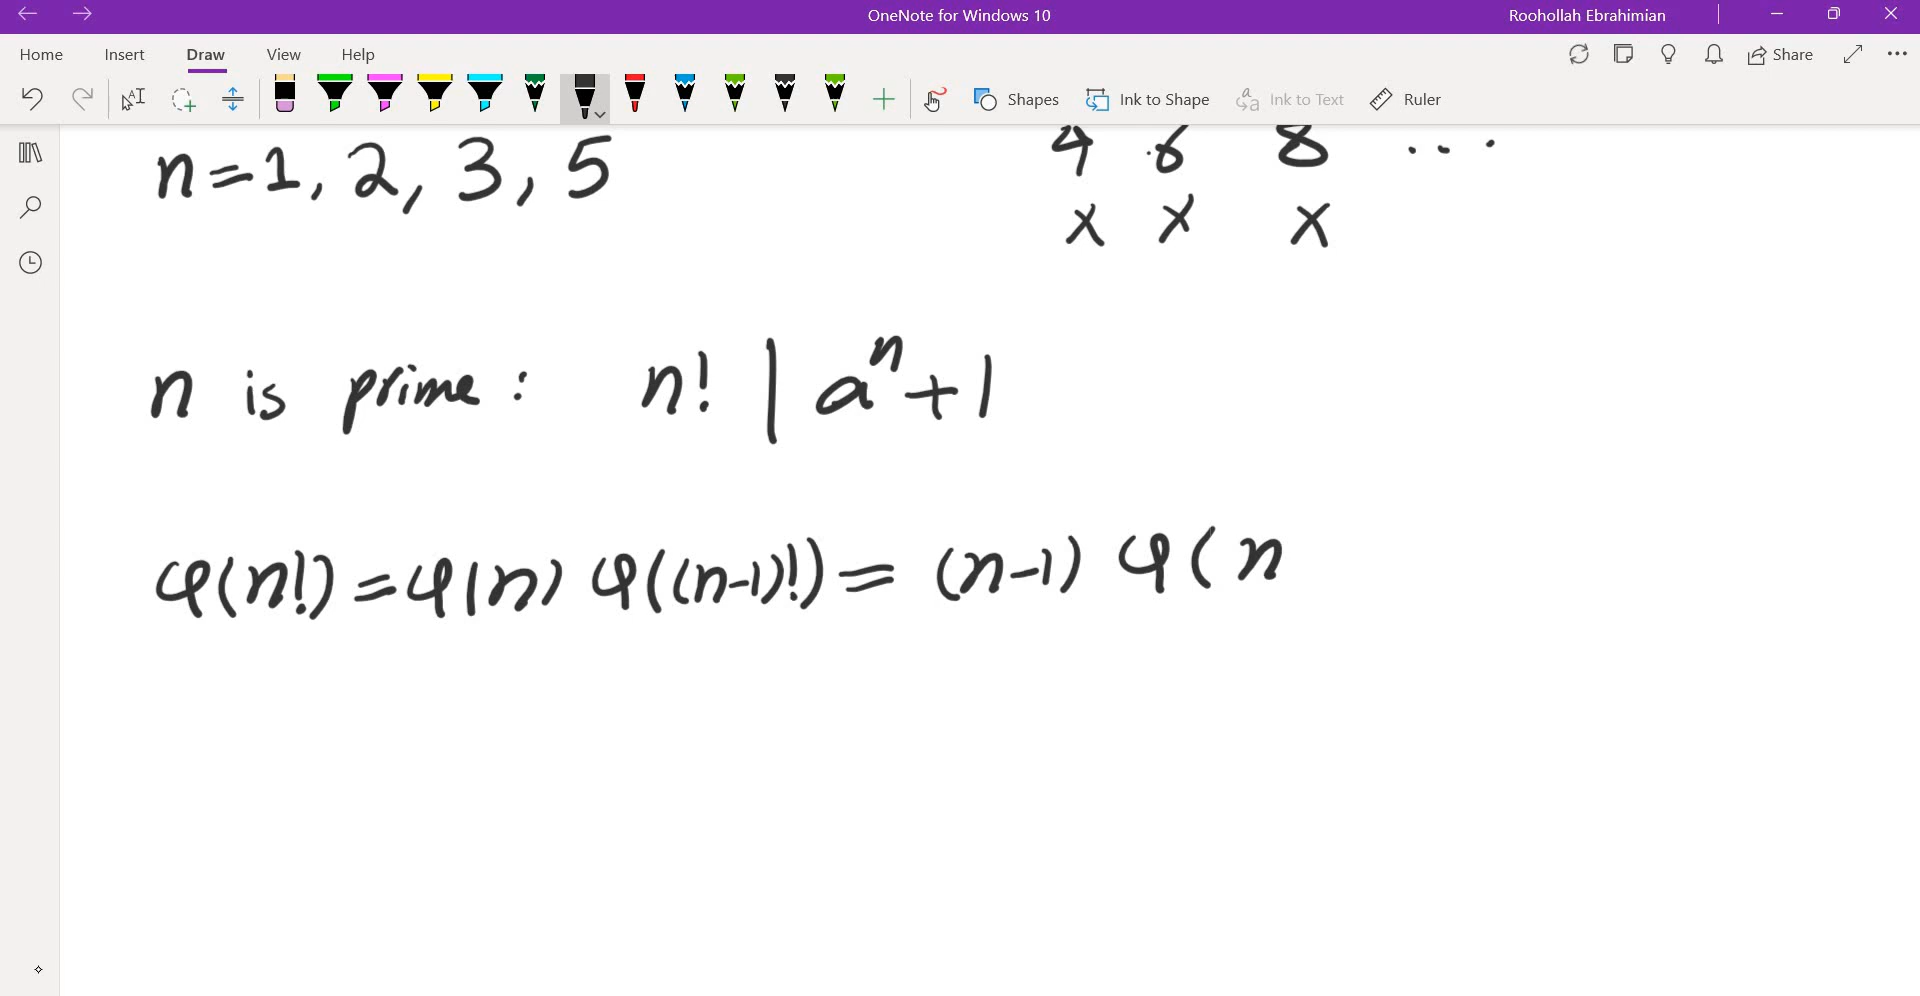 OneNote for Windows 10
Roohollah Ebrahimian
Home Insert Draw View Help
Share
Shapes
Ink to Shape
Ink to Text
Ruler
n=1, 2, 3, 5
4 6 8 ...
x x x
n is prime: n! | aⁿ+1
φ(n!) = φ(n) φ((n-1)!) = (n-1) φ(n